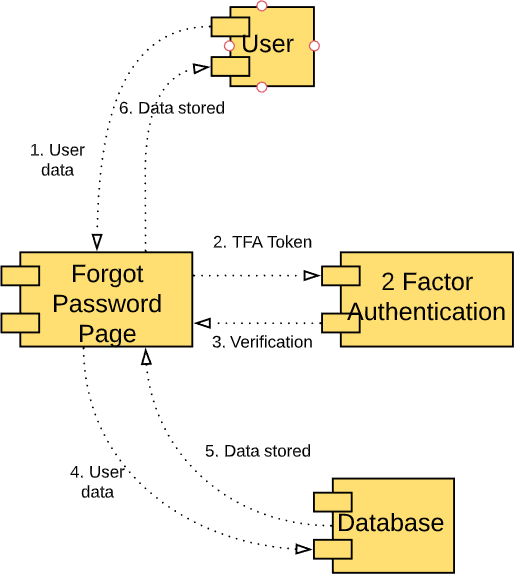 User
6. Data stored
1. User
data
2. TFA Token
Forgot
Password
Page
2 Factor
Authentication
3. Verification
5. Data stored
4. User
data
Database